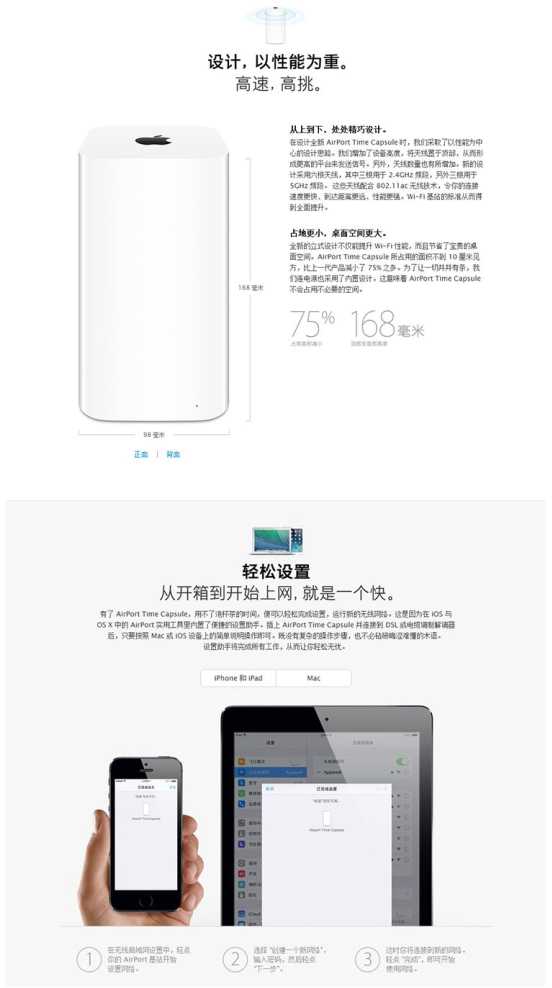 设计，以性能为重。
高速，高挑。
从上到下，处处精巧设计。
在设计全新 AirPort Time Capsule 时，我们采取了以性能为中
心的设计思路。我们增加了设备高度，将天线置于顶部，从而形
成更高的平台来发送信号。另外，天线数量也有所增加。新的设
计采用六根天线，其中三根用于 2.4GHz 频段，另外三根用于
5GHz 频段。这些天线配合 802.11ac 无线技术，令你的连接
速度更快、到达距离更远、性能更强。Wi-Fi 基站的标准从而得
到全面提升。
占地更小，桌面空间更大。
全新的立式设计不仅能提升 Wi-Fi 性能，而且节省了宝贵的桌
面空间。AirPort Time Capsule 所占用的面积不到 10 厘米见
方，比上一代产品减小了 75% 之多。为了让一切井井有条，我
们连电源也采用了内置设计。这意味着 AirPort Time Capsule
不会占用不必要的空间。
75%
占用面积减小
168毫米
168 毫米
98 毫米
正面 | 背面
轻松设置
从开箱到开始上网，就是一个快。
有了 AirPort Time Capsule，用不了泡杯茶的时间，便可以轻松完成设置，运行新的无线网络。这是因为在 iOS 与
OS X 中的 AirPort 实用工具里内置了便捷的设置助手。插上 AirPort Time Capsule 并连接到 DSL 或电缆调制解调器
后，只要按照 Mac 或 iOS 设备上的简单说明操作即可。既没有复杂的操作步骤，也不必钻研晦涩难懂的术语。
设置助手将完成所有工作，从而让你轻松无忧。
iPhone 和 iPad
Mac
设置
AirPort Time Capsule
AirPort Time Capsule
1 在无线局域网设置中，轻点
你的 AirPort 基站开始
设置网络。
2 选择“创建一个新网络”，
输入密码，然后轻点
“下一步”。
3 这时你将连接到新的网络。
轻点“完成”，即可开始
使用网络。